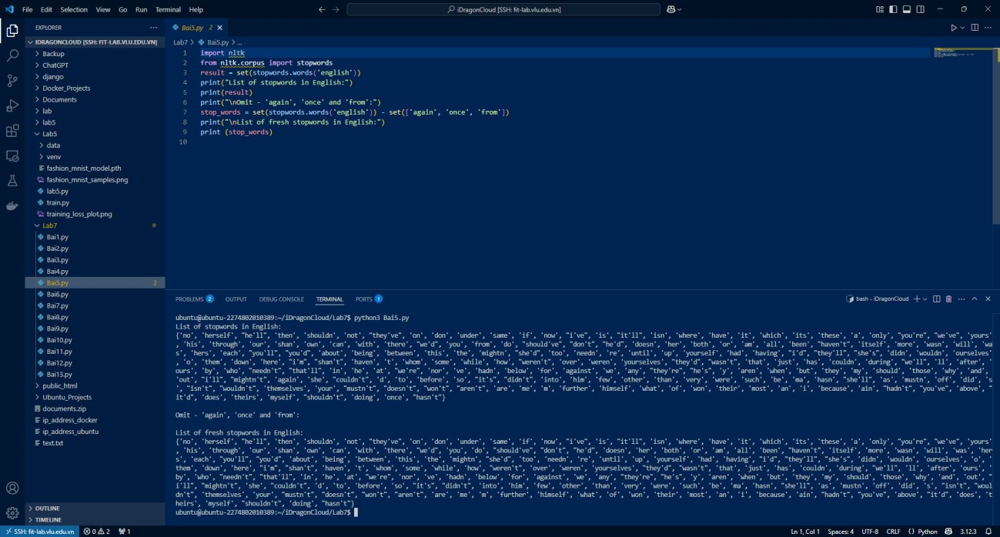 File Edit Selection View Go Run Terminal Help
iDragonCloud [SSH: fit-lab.vlu.edu.vn]
EXPLORER
IDRAGONCLOUD [SSH: FIT-LAB.VLU.EDU.VN]
Backup
ChatGPT
django
Docker_Projects
Documents
lab
lab5
Lab5
data
venv
fashion_mnist_model.pth
fashion_mnist_samples.png
lab5.py
train.py
training_loss_plot.png
Lab7
Bai1.py
Bai2.py
Bai3.py
Bai4.py
Bai5.py 2
Bai6.py
Bai7.py
Bai8.py
Bai9.py
Bai10.py
Bai11.py
Bai12.py
Bai13.py
public_html
Ubuntu_Projects
documents.zip
ip_address_docker
ip_address_ubuntu
text.txt
OUTLINE
TIMELINE
Bai5.py 2
Lab7 > Bai5.py > ...
1 import nltk
2 from nltk.corpus import stopwords
3 result = set(stopwords.words('english'))
4 print("List of stopwords in English:")
5 print(result)
6 print("\nOmit - 'again', 'once' and 'from':")
7 stop_words = set(stopwords.words('english')) - set(['again', 'once', 'from'])
8 print("\nList of fresh stopwords in English:")
9 print (stop_words)
10
PROBLEMS 2 OUTPUT DEBUG CONSOLE TERMINAL PORTS 1
bash - iDragonCloud
ubuntu@ubuntu-2274802010389:~/iDragonCloud/Lab7$ python3 Bai5.py
List of stopwords in English:
{'no', 'herself', "he'll", 'then', 'shouldn', 'not', "they've", 'on', 'don', 'under', 'same', 'if', 'now', "i've", 'is', "it'll", 'isn', 'where', 'have', 'it', 'which', 'its', 'these', 'a', 'only', "you're", "we've", 'yours'
, 'his', 'through', 'our', 'shan', 'own', 'can', 'with', 'there', "we'd", 'you', 'from', 'do', "should've", "don't", "he'd", 'doesn', 'her', 'both', 'or', 'am', 'all', 'been', "haven't", 'itself', 'more', 'wasn', 'will', 'wa
s', 'hers', 'each', "you'll", "you'd", 'about', 'being', 'between', 'this', 'the', 'mightn', "she'd", 'too', 'needn', 're', 'until', 'up', 'yourself', 'had', 'having', "i'd", "they'll", "she's", 'didn', 'wouldn', 'ourselves'
, 'o', 'them', 'down', 'here', "i'm", "shan't", 'haven', 't', 'whom', 'some', 'while', 'how', "weren't", 'over', 'weren', 'yourselves', "they'd", "wasn't", 'that', 'just', 'has', 'couldn', 'during', "we'll", 'll', 'after', '
ours', 'by', 'who', "needn't", "that'll", 'in', 'he', 'at', "we're", 'nor', 've', 'hadn', 'below', 'for', 'against', 'we', 'any', "they're", "he's", 'y', 'aren', 'when', 'but', 'they', 'my', 'should', 'those', 'why', 'and',
'out', "i'll", "mightn't", 'again', 'she', "couldn't", 'd', 'to', 'before', 'so', "it's", "didn't", 'into', 'him', 'few', 'other', 'than', 'very', 'were', 'such', 'be', 'ma', 'hasn', "she'll", 'as', 'mustn', 'off', 'did', 's
', "isn't", "wouldn't", 'themselves', 'your', "mustn't", "doesn't", "won't", "aren't", 'are', 'me', 'm', 'further', 'himself', 'what', 'of', 'won', 'their', 'most', 'an', 'i', 'because', 'ain', "hadn't", "you've", 'above', "
it'd", 'does', 'theirs', 'myself', "shouldn't", 'doing', 'once', "hasn't"}
Omit - 'again', 'once' and 'from':
List of fresh stopwords in English:
{'no', 'herself', "he'll", 'then', 'shouldn', 'not', "they've", 'on', 'don', 'under', 'same', 'if', 'now', "i've", 'is', "it'll", 'isn', 'where', 'have', 'it', 'which', 'its', 'these', 'a', 'only', "you're", "we've", 'yours'
, 'his', 'through', 'our', 'shan', 'own', 'can', 'with', 'there', "we'd", 'you', 'do', "should've", "don't", "he'd", 'doesn', 'her', 'both', 'or', 'am', 'all', 'been', "haven't", 'itself', 'more', 'wasn', 'will', 'was', 'her
s', 'each', "you'll", "you'd", 'about', 'being', 'between', 'this', 'the', 'mightn', "she'd", 'too', 'needn', 're', 'until', 'up', 'yourself', 'had', 'having', "i'd", "they'll", "she's", 'didn', 'wouldn', 'ourselves', 'o', '
them', 'down', 'here', "i'm", "shan't", 'haven', 't', 'whom', 'some', 'while', 'how', "weren't", 'over', 'weren', 'yourselves', "they'd", "wasn't", 'that', 'just', 'has', 'couldn', 'during', "we'll", 'll', 'after', 'ours', '
by', 'who', "needn't", "that'll", 'in', 'he', 'at', "we're", 'nor', 've', 'hadn', 'below', 'for', 'against', 'we', 'any', "they're", "he's", 'y', 'aren', 'when', 'but', 'they', 'my', 'should', 'those', 'why', 'and', 'out', "
i'll", "mightn't", 'she', "couldn't", 'd', 'to', 'before', 'so', "it's", "didn't", 'into', 'him', 'few', 'other', 'than', 'very', 'were', 'such', 'be', 'ma', 'hasn', "she'll", 'as', 'mustn', 'off', 'did', 's', "isn't", "woul
dn't", 'themselves', 'your', "mustn't", "doesn't", "won't", "aren't", 'are', 'me', 'm', 'further', 'himself', 'what', 'of', 'won', 'their', 'most', 'an', 'i', 'because', 'ain', "hadn't", "you've", 'above', "it'd", 'does', 't
heirs', 'myself', "shouldn't", 'doing', "hasn't"}
ubuntu@ubuntu-2274802010389:~/iDragonCloud/Lab7$
SSH: fit-lab.vlu.edu.vn 0 2 1 Ln 1, Col 1 Spaces: 4 UTF-8 CRLF {} Python 3.12.3